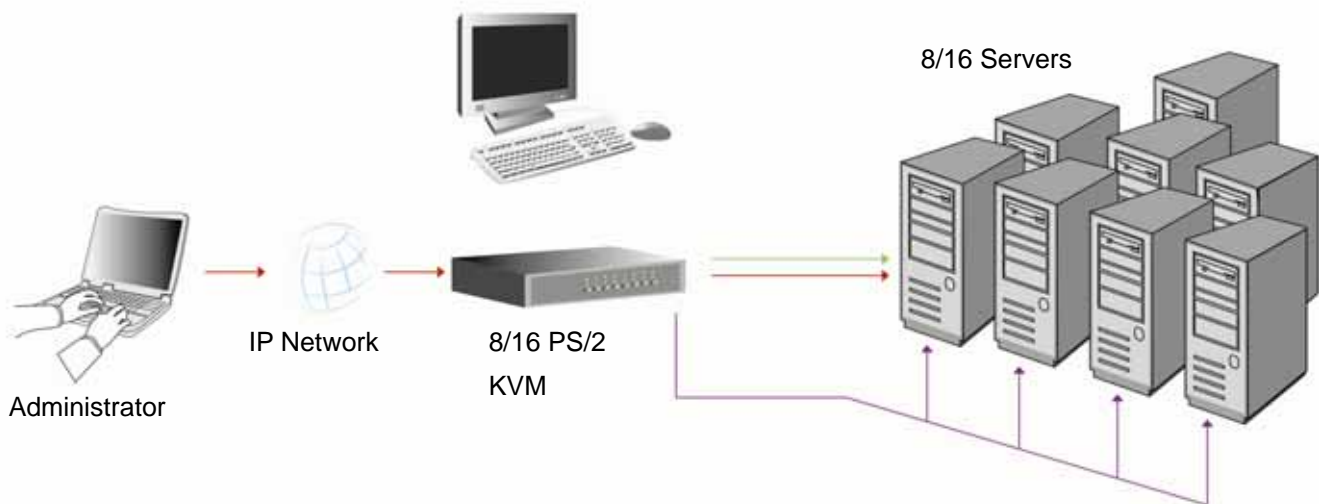 8/16 Servers
IP Network
8/16 PS/2
KVM
Administrator